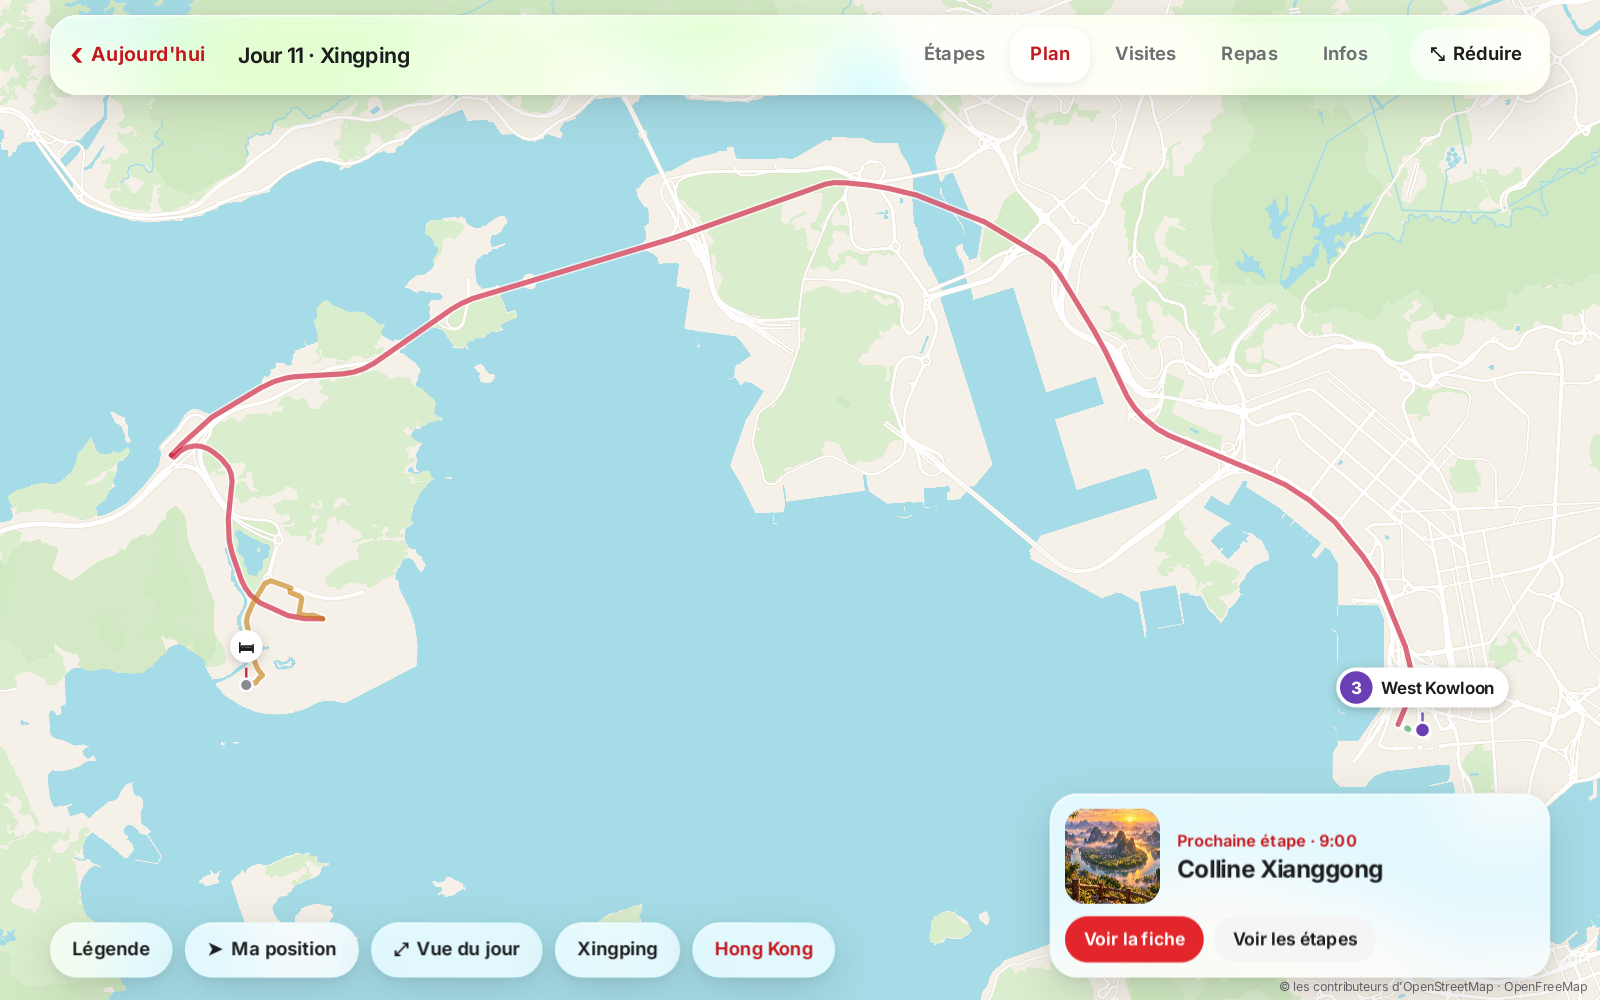 Aujourd'hui
Jour 11 · Xingping
Étapes
Plan
Visites
Repas
Infos
Réduire
3 West Kowloon
Prochaine étape · 9:00
Colline Xianggong
Voir la fiche
Voir les étapes
Légende
Ma position
Vue du jour
Xingping
Hong Kong
© les contributeurs d'OpenStreetMap · OpenFreeMap